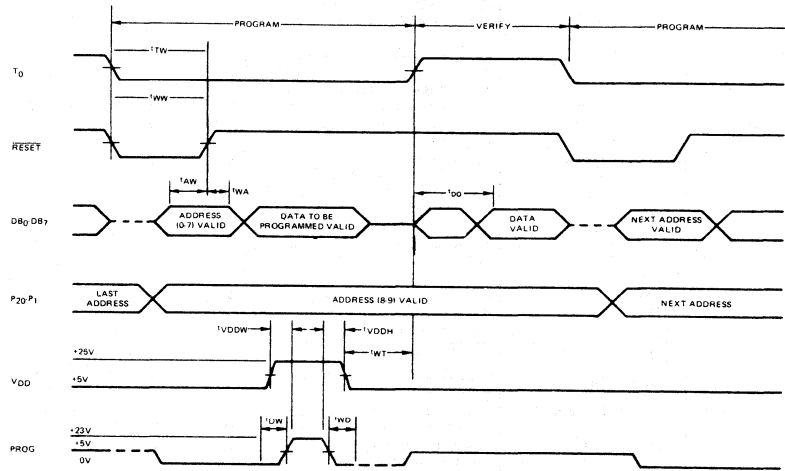 PROGRAM VERIFY PROGRAM
tTW
T0
tWW
RESET
tAW
tWA
tDO
DB0-DB7
ADDRESS (0-7) VALID
DATA TO BE PROGRAMMED VALID
DATA VALID
NEXT ADDRESS VALID
P20-P1
LAST ADDRESS
ADDRESS (8-9) VALID
NEXT ADDRESS
tVDDW
tVDDH
tWT
+25V
VDD
+5V
tDW
tWD
+23V
PROG
+5V
0V